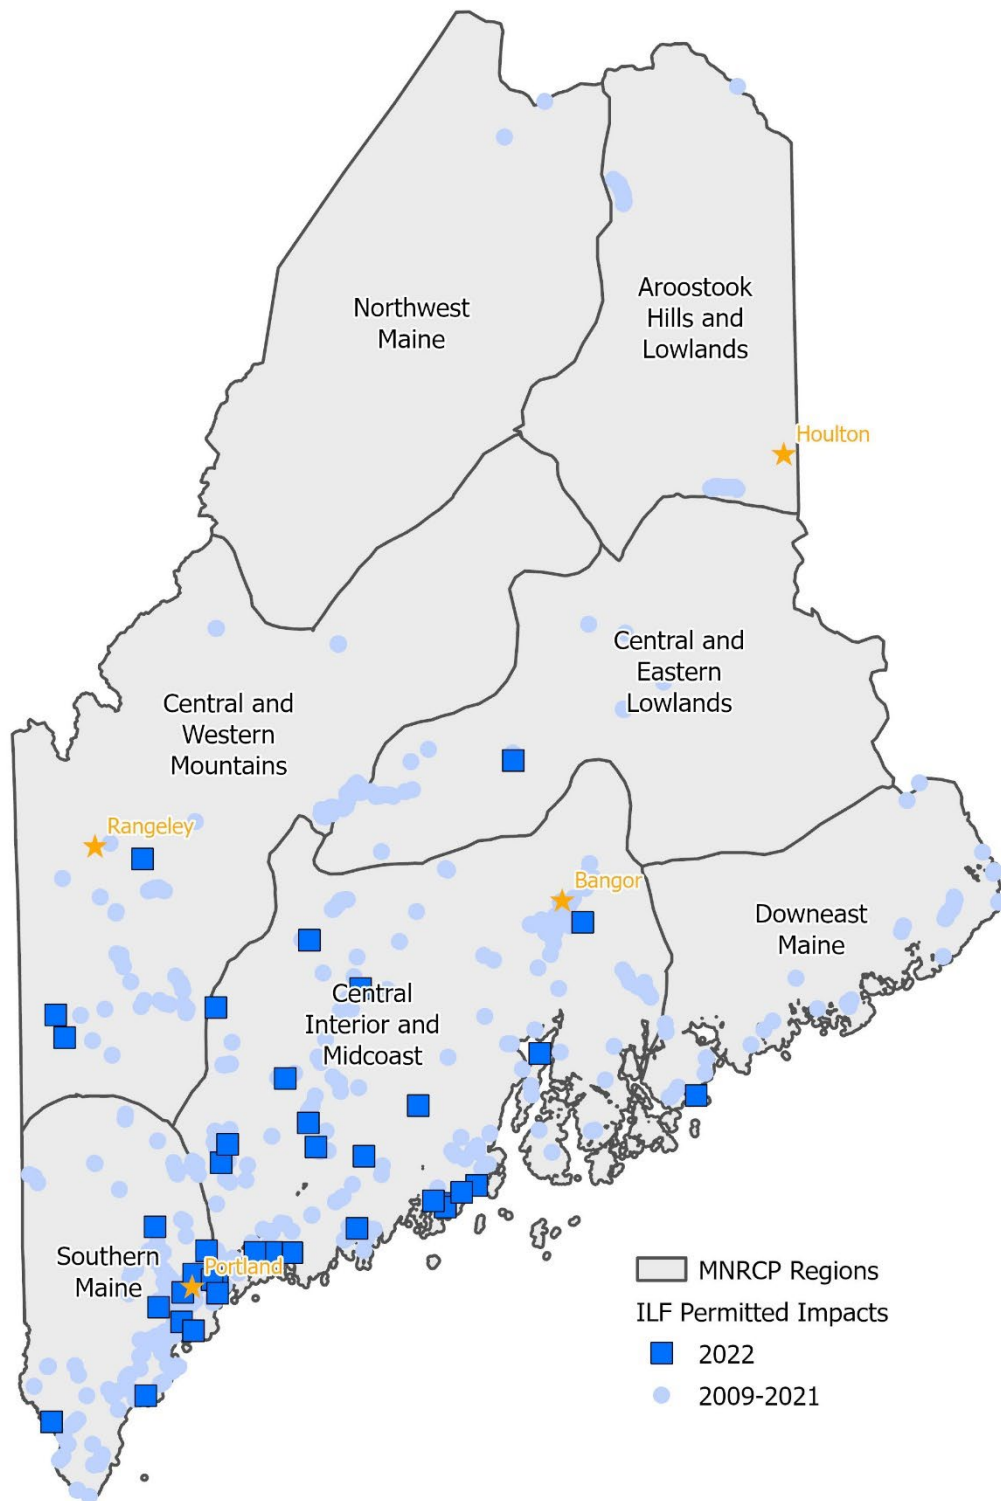 Northwest
Maine
Aroostook
Hills and
Lowlands
Houlton
Central and
Eastern
Lowlands
Central and
Western
Mountains
Rangeley
Bangor
Downeast
Maine
Central
Interior and
Midcoast
Southern
Maine
Portland
MNRCP Regions
ILF Permitted Impacts
2022
2009-2021